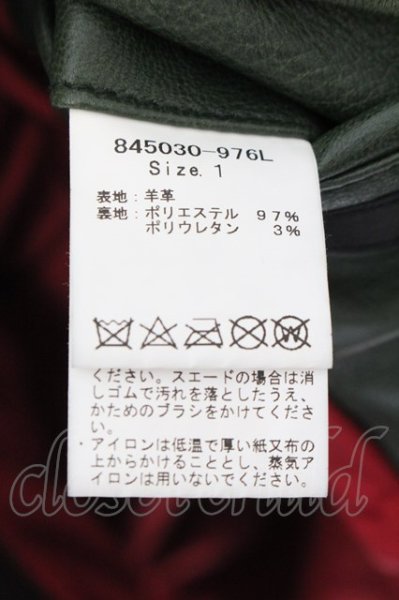 845030-976L
Size.1
表地:羊革
裏地:ポリエステル 97%
ポリウレタン 3%
ください。スエードの場合は消
しゴムで汚れを落としたうえ、
かためのブラシをかけてくださ
い。
・アイロンは低温で厚い紙又布の
上からかけることとし、蒸気ア
イロンは用いないでください。
closet child